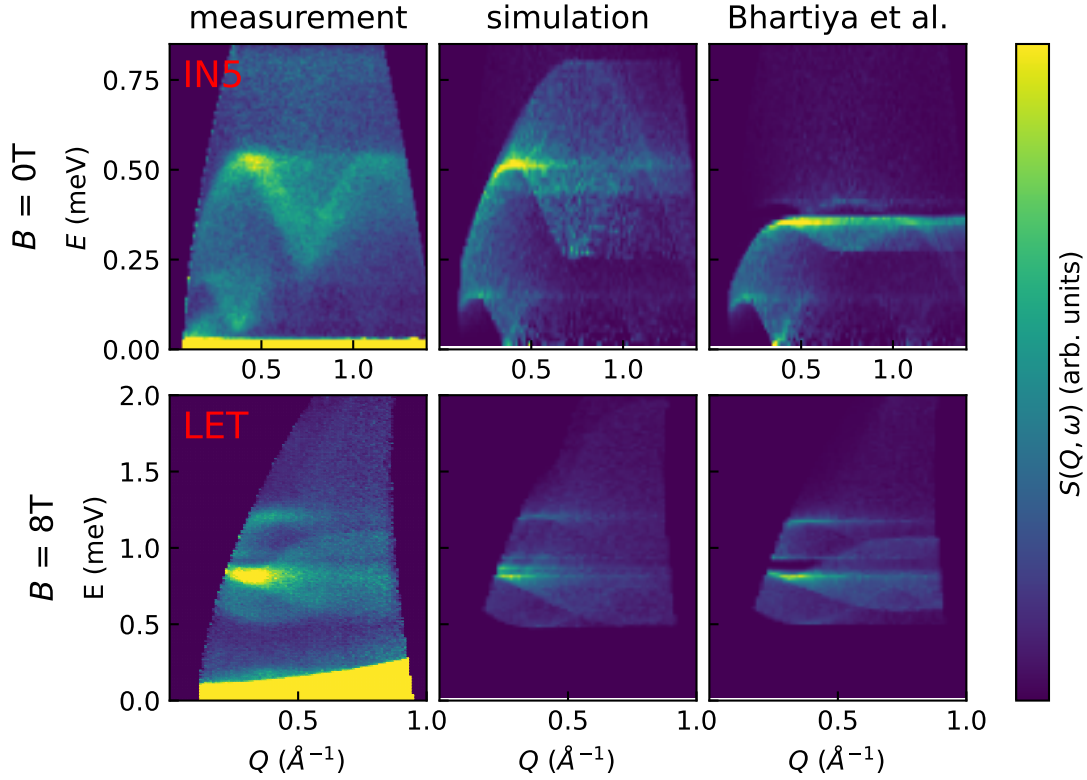 measurement simulation Bhartiya et al.
IN5
B = 0T
E (meV)
0.75
0.50
0.25
0.00
0.5 1.0 0.5 1.0 0.5 1.0
LET
B = 8T
E (meV)
2.0
1.5
1.0
0.5
0.0
0.5 1.0 0.5 1.0 0.5 1.0
Q (Å⁻¹) Q (Å⁻¹) Q (Å⁻¹)
S(Q, ω) (arb. units)